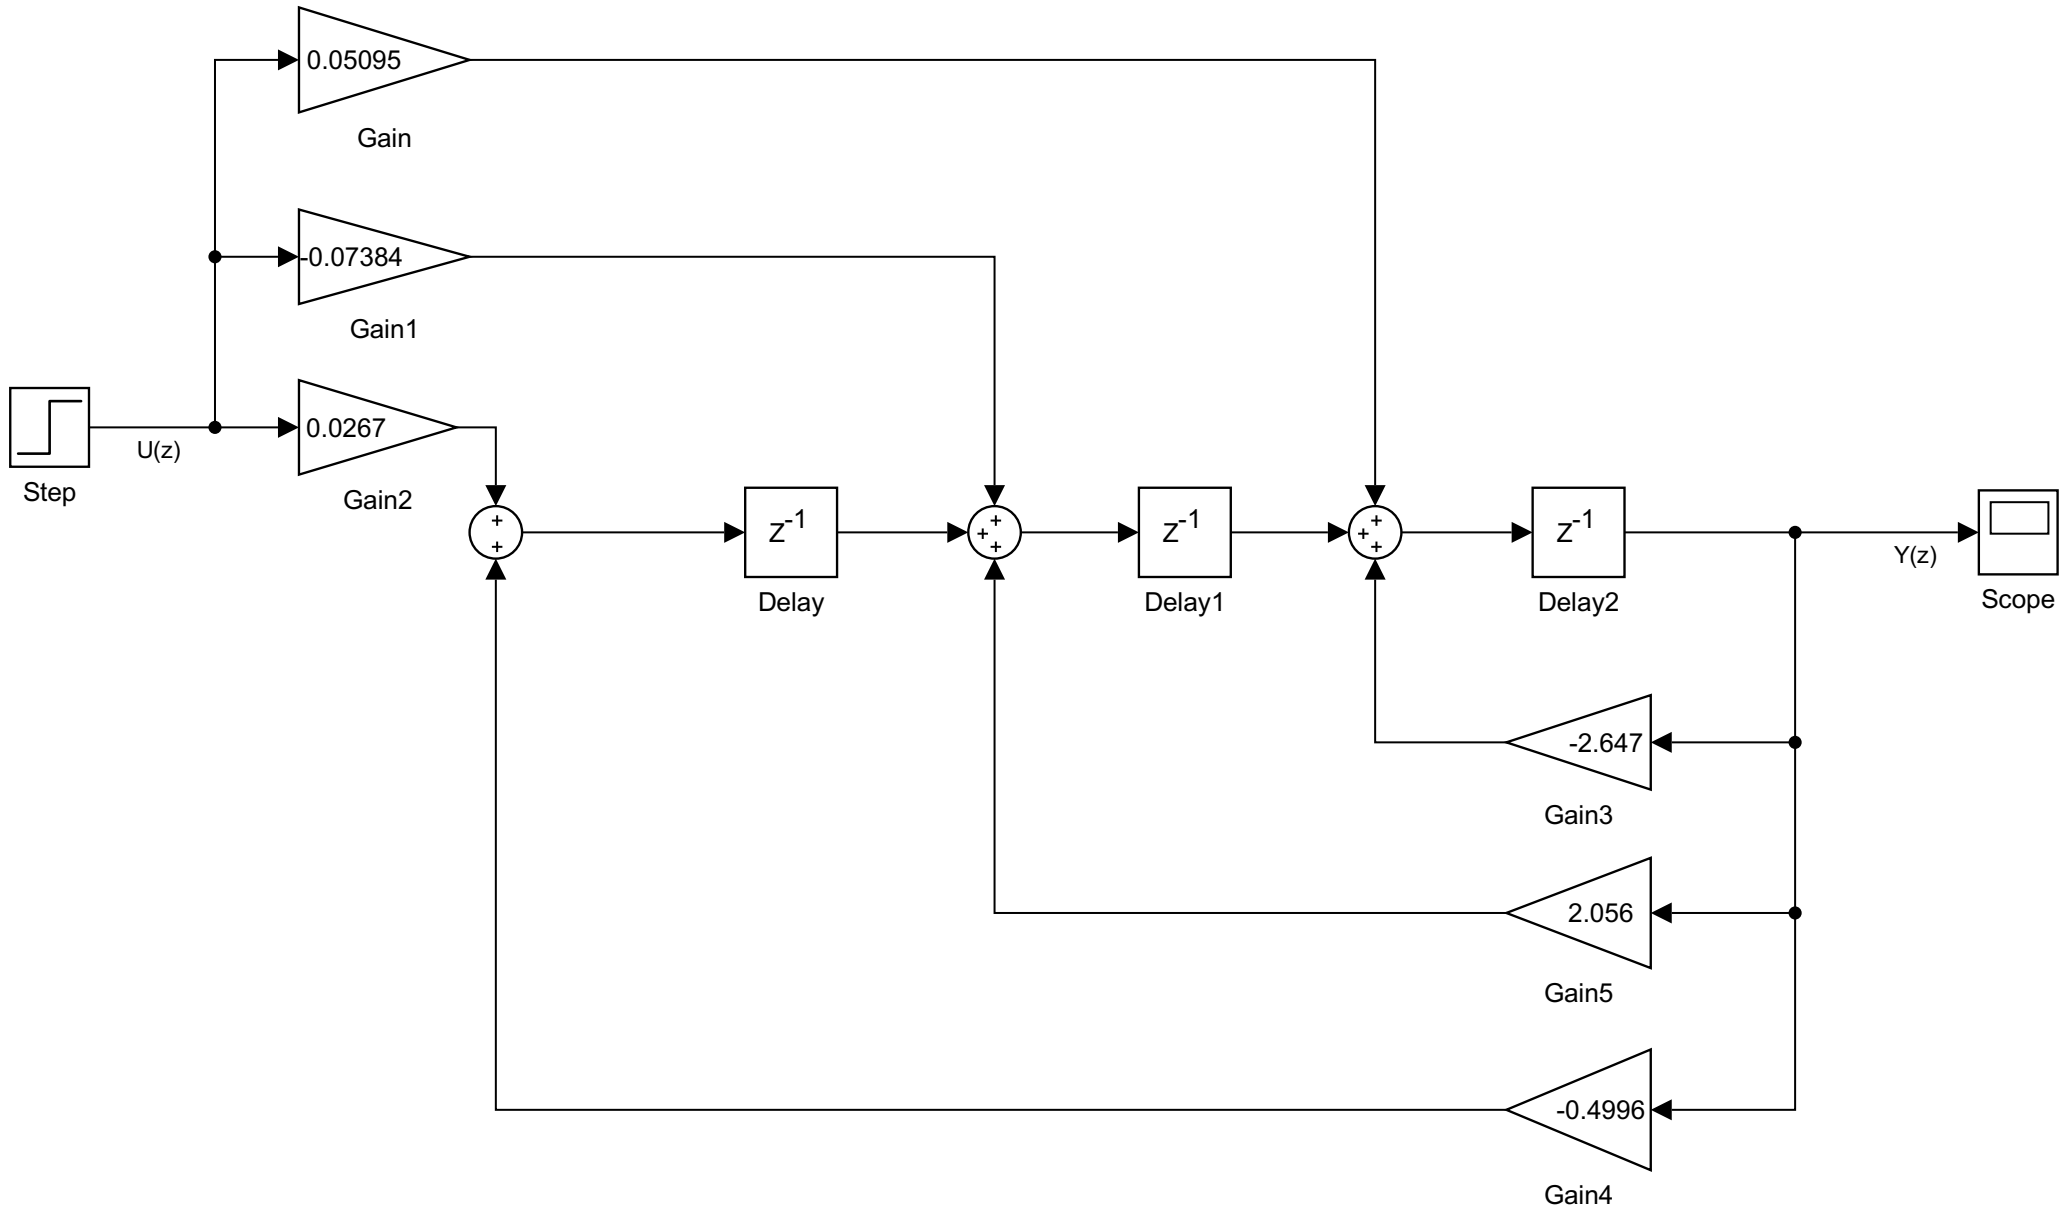 0.05095
Gain
-0.07384
Gain1
U(z)
Step
0.0267
Gain2
+
+
z-1
Delay
+
+
+
z-1
Delay1
+
+
+
z-1
Delay2
Y(z)
Scope
-2.647
Gain3
2.056
Gain5
-0.4996
Gain4